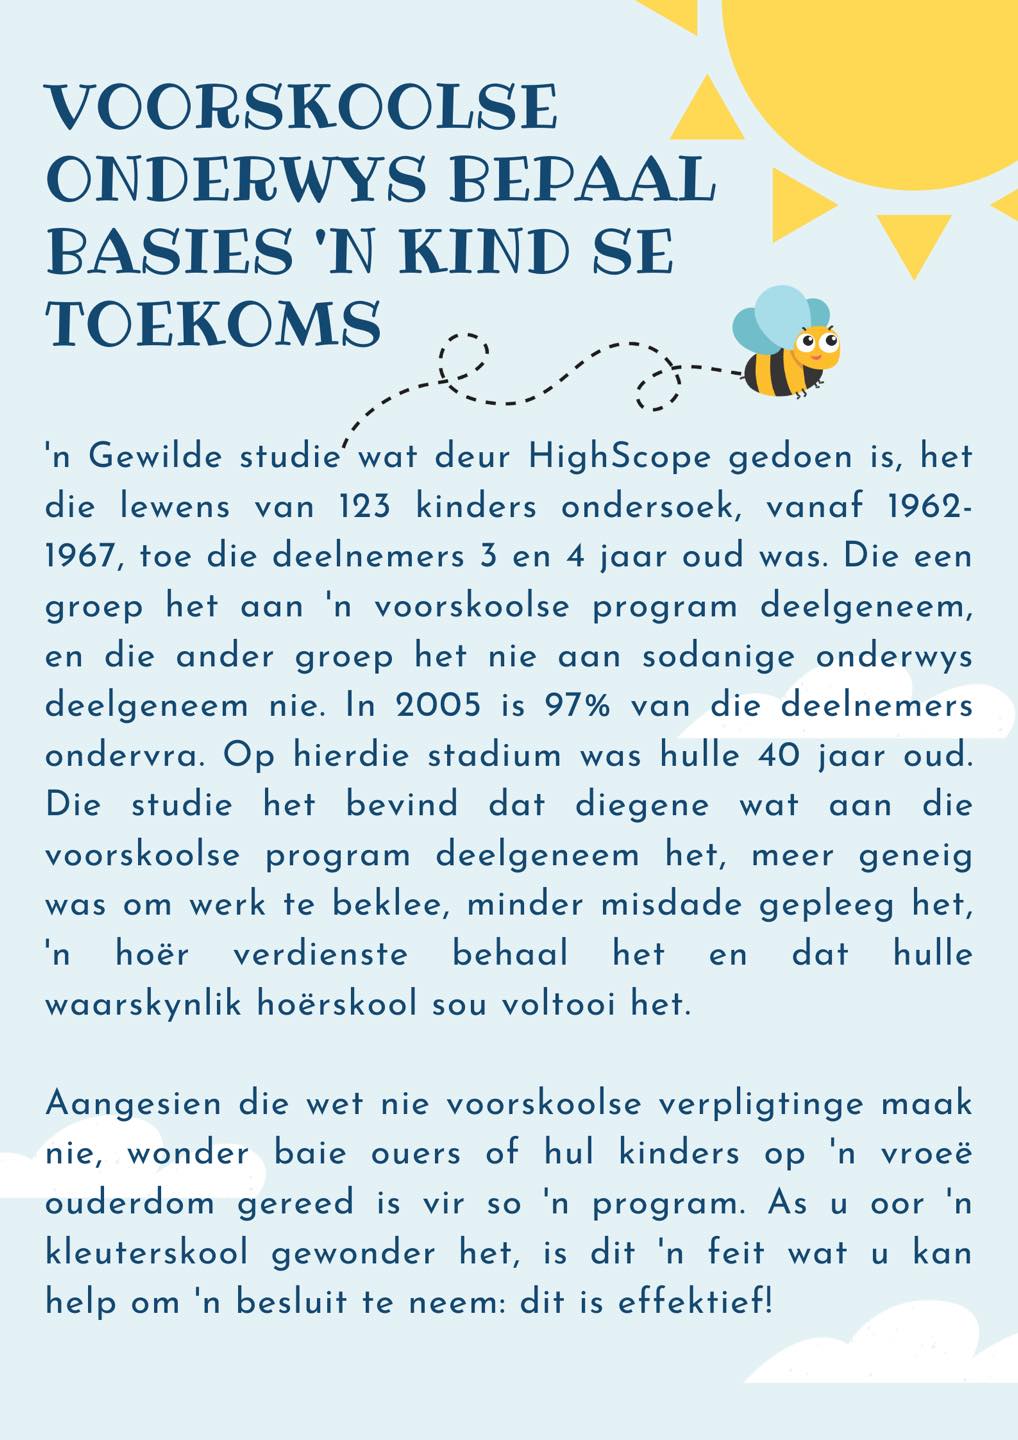 VOORSKOOLSE
ONDERWYS BEPAAL
BASIES 'N KIND SE
TOEKOMS
'n Gewilde studie wat deur HighScope gedoen is, het
die lewens van 123 kinders ondersoek, vanaf 1962-
1967, toe die deelnemers 3 en 4 jaar oud was. Die een
groep het aan 'n voorskoolse program deelgeneem,
en die ander groep het nie aan sodanige onderwys
deelgeneem nie. In 2005 is 97% van die deelnemers
ondervra. Op hierdie stadium was hulle 40 jaar oud.
Die studie het bevind dat diegene wat aan die
voorskoolse program deelgeneem het, meer geneig
was om werk te beklee, minder misdade gepleeg het,
'n hoër verdienste behaal het en dat hulle
waarskynlik hoërskool sou voltooi het.
Aangesien die wet nie voorskoolse verpligtinge maak
nie, wonder baie ouers of hul kinders op 'n vroeë
ouderdom gereed is vir so 'n program. As u oor 'n
kleuterskool gewonder het, is dit 'n feit wat u kan
help om 'n besluit te neem: dit is effektief!